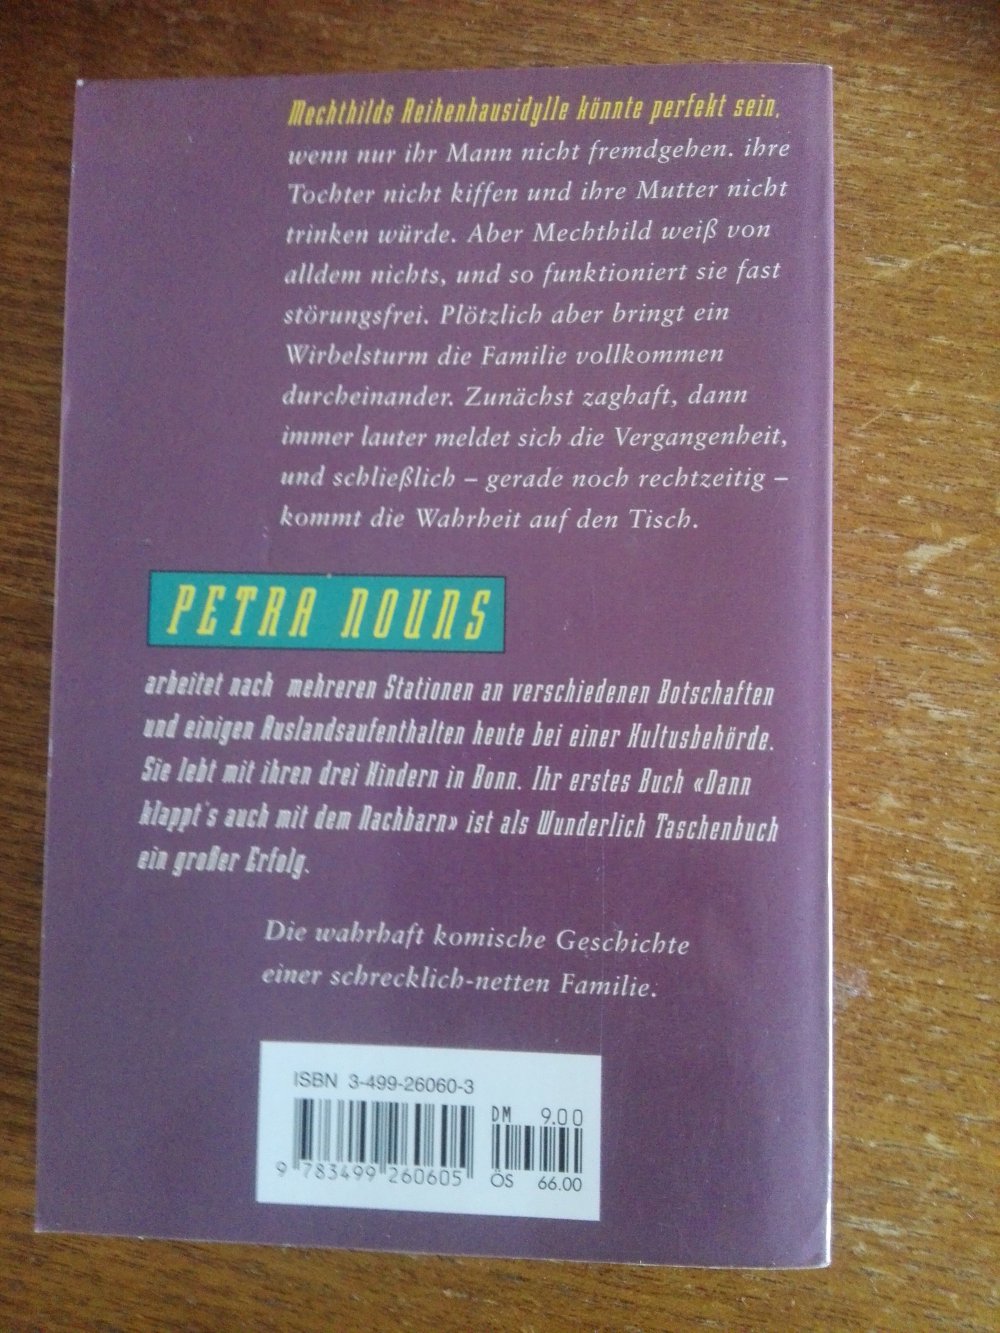 Mechthilds Reihenhausidylle könnte perfekt sein,
wenn nur ihr Mann nicht fremdgehen. ihre
Tochter nicht kiffen und ihre Mutter nicht
trinken würde. Aber Mechthild weiß von
alldem nichts, und so funktioniert sie fast
störungsfrei. Plötzlich aber bringt ein
Wirbelsturm die Familie vollkommen
durcheinander. Zunächst zaghaft, dann
immer lauter meldet sich die Vergangenheit,
und schließlich – gerade noch rechtzeitig –
kommt die Wahrheit auf den Tisch.
PETRA NOUNS
arbeitet nach mehreren Stationen an verschiedenen Botschaften
und einigen Auslandsaufenthalten heute bei einer Kultusbehörde.
Sie lebt mit ihren drei Kindern in Bonn. Ihr erstes Buch «Dann
klappt's auch mit dem Nachbarn» ist als Wunderlich Taschenbuch
ein großer Erfolg.
Die wahrhaft komische Geschichte
einer schrecklich-netten Familie.
ISBN 3-499-26060-3
DM 9.00
9 783499 260605
ÖS 66.00